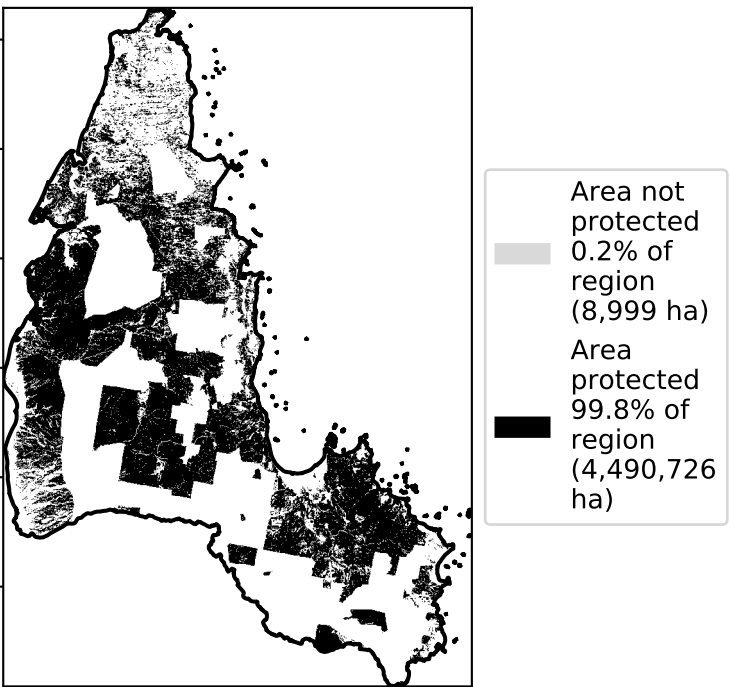 Area not
protected
0.2% of
region
(8,999 ha)
Area
protected
99.8% of
region
(4,490,726
ha)